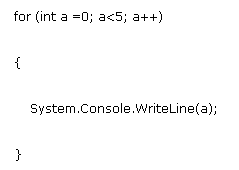 for (int a =0; a<5; a++)
{
System.Console.WriteLine(a);
}